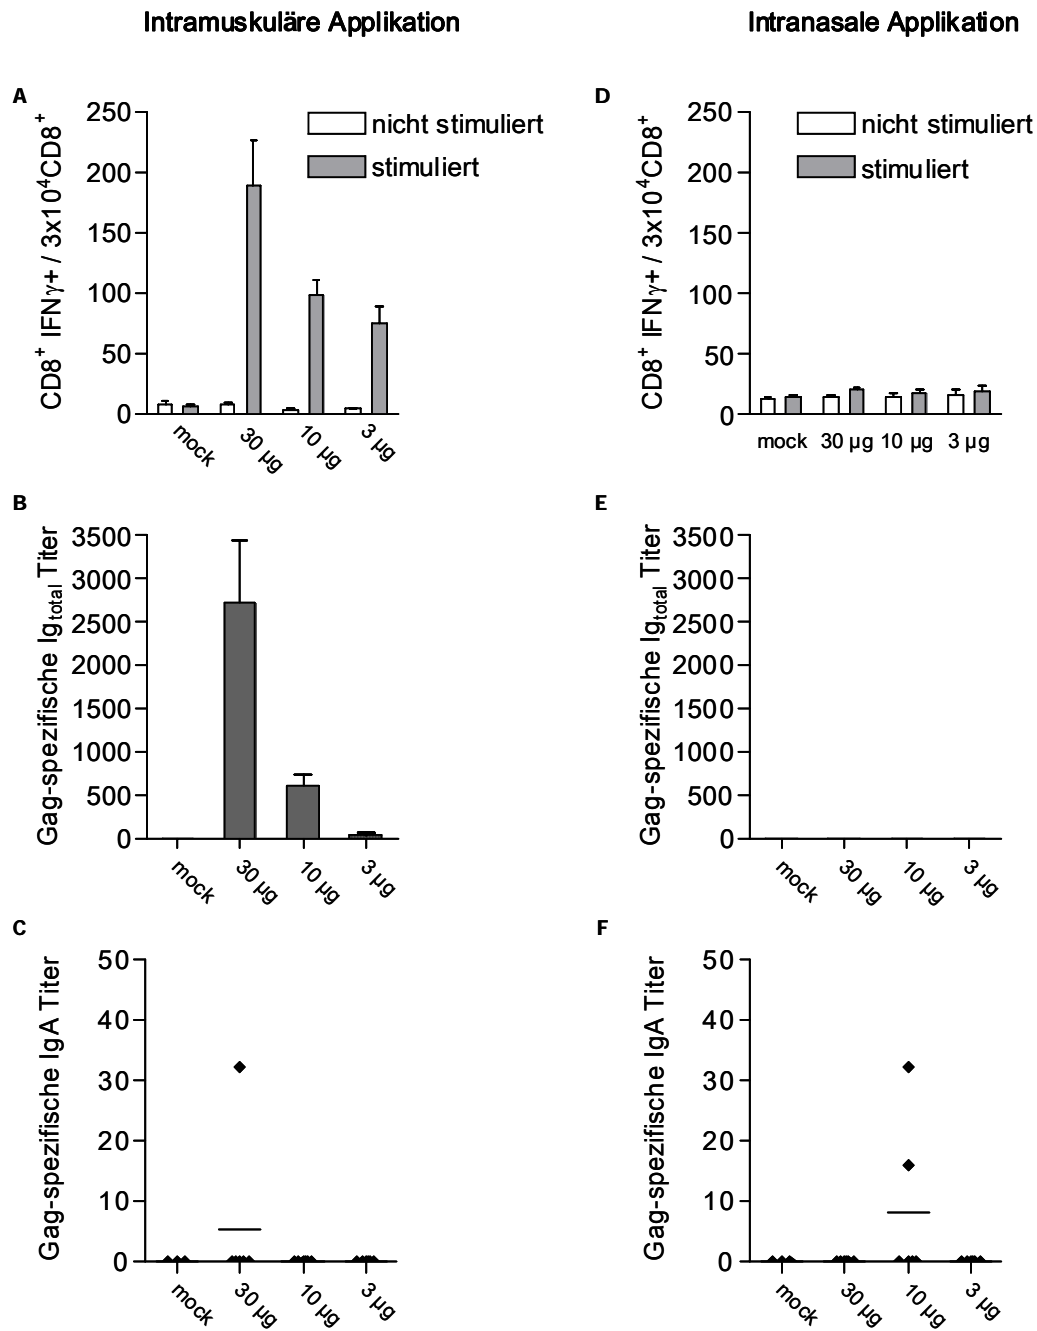 Intramuskuläre Applikation
Intranasale Applikation
A
CD8+ IFNγ+ / 3x10⁴CD8+
250
200
150
100
50
0
nicht stimuliert
stimuliert
mock
30 µg
10 µg
3 µg
D
CD8+ IFNγ+ / 3x10⁴CD8+
250
200
150
100
50
0
nicht stimuliert
stimuliert
mock 30 µg 10 µg 3 µg
B
Gag-spezifische Igtotal Titer
3500
3000
2500
2000
1500
1000
500
0
mock
30 µg
10 µg
3 µg
E
Gag-spezifische Igtotal Titer
3500
3000
2500
2000
1500
1000
500
0
mock
30 µg
10 µg
3 µg
C
Gag-spezifische IgA Titer
50
40
30
20
10
0
mock
30 µg
10 µg
3 µg
F
Gag-spezifische IgA Titer
50
40
30
20
10
0
mock
30 µg
10 µg
3 µg